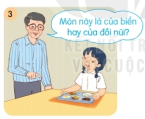 3
Món này là của biển
hay của đồi núi?